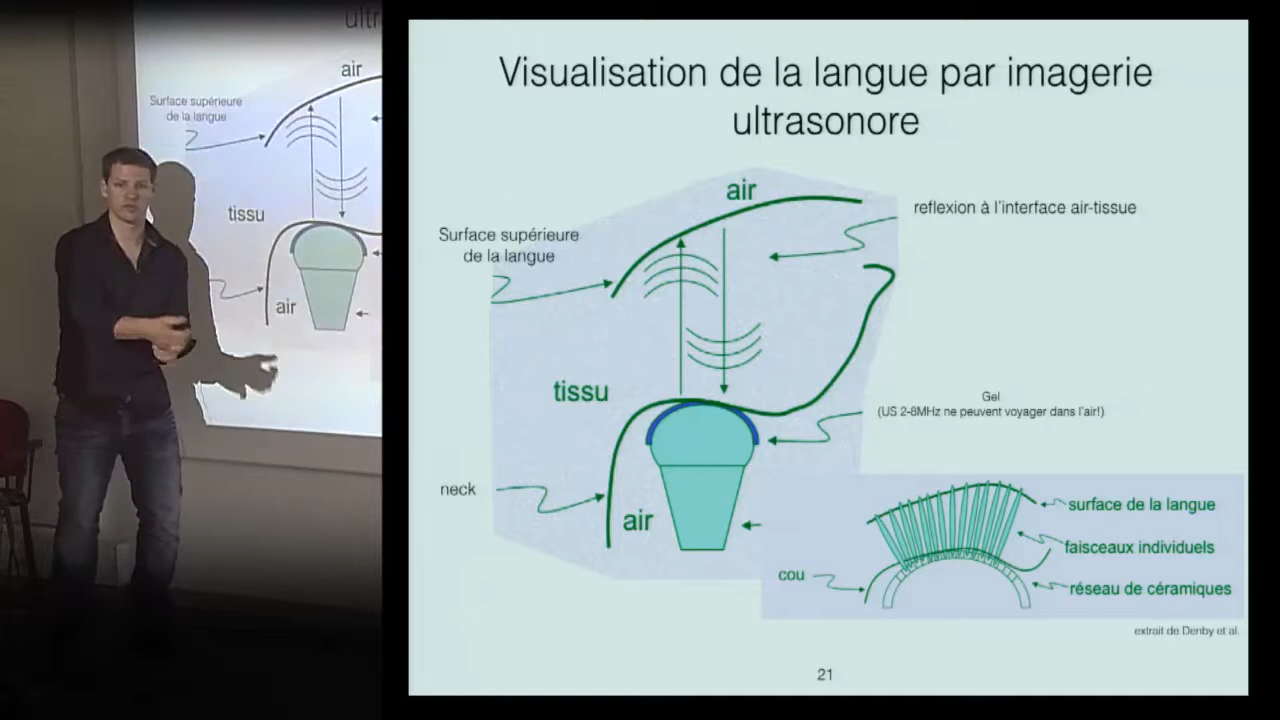 ultr
air
Surface supérieure
de la langue
tissu
air
Visualisation de la langue par imagerie
ultrasonore
air
reflexion à l'interface air-tissue
Surface supérieure
de la langue
tissu
Gel
(US 2-8MHz ne peuvent voyager dans l'air!)
neck
air
surface de la langue
faisceaux individuels
cou
réseau de céramiques
extrait de Denby et al.
21